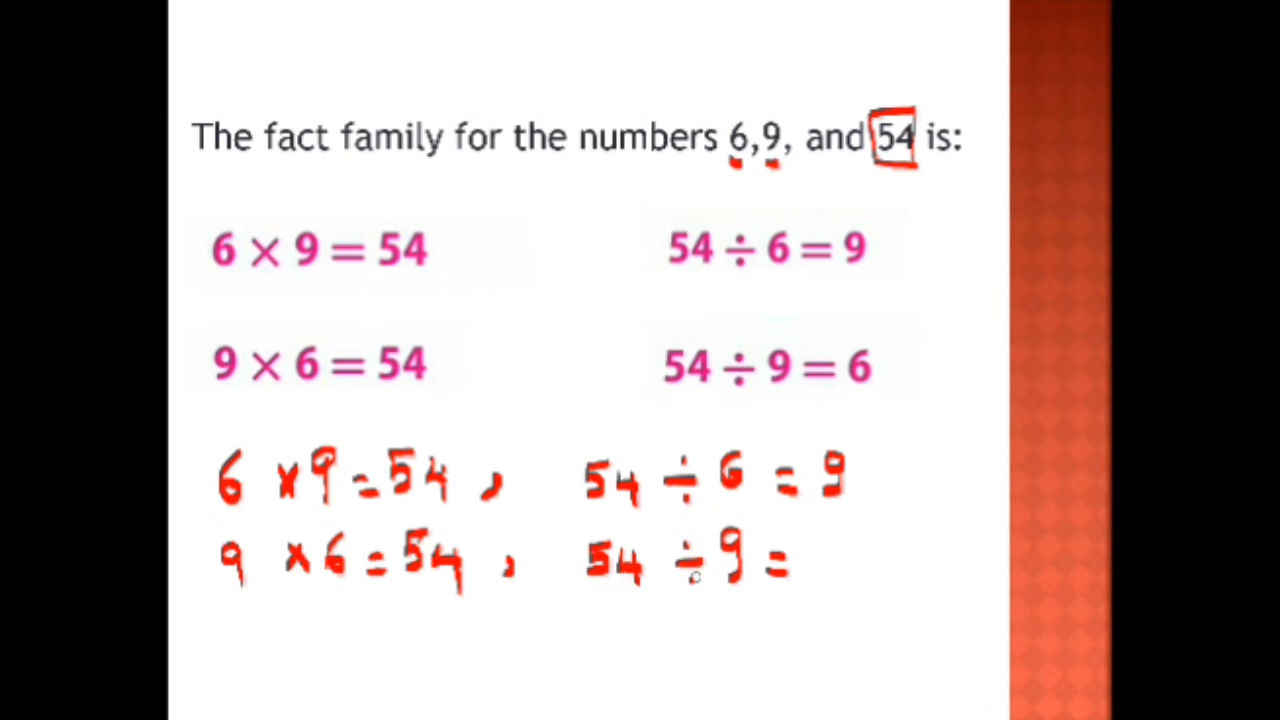 The fact family for the numbers 6,9, and 54 is:
6 × 9 = 54 54 ÷ 6 = 9
9 × 6 = 54 54 ÷ 9 = 6
6 × 9 = 54 , 54 ÷ 6 = 9
9 × 6 = 54 , 54 ÷ 9 =